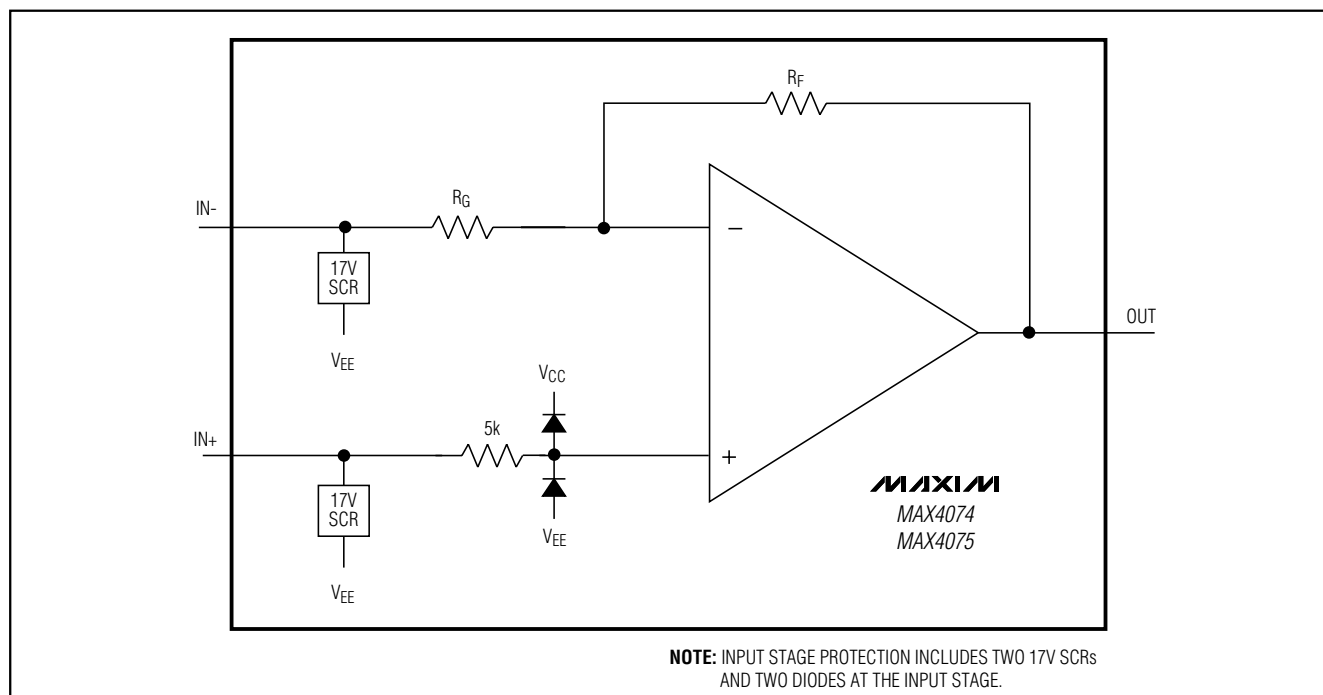 RF
IN-
RG
−
17V
SCR
VEE
OUT
VCC
IN+
5k
+
17V
SCR
VEE
VEE
MAXIM
MAX4074
MAX4075
NOTE: INPUT STAGE PROTECTION INCLUDES TWO 17V SCRs
AND TWO DIODES AT THE INPUT STAGE.